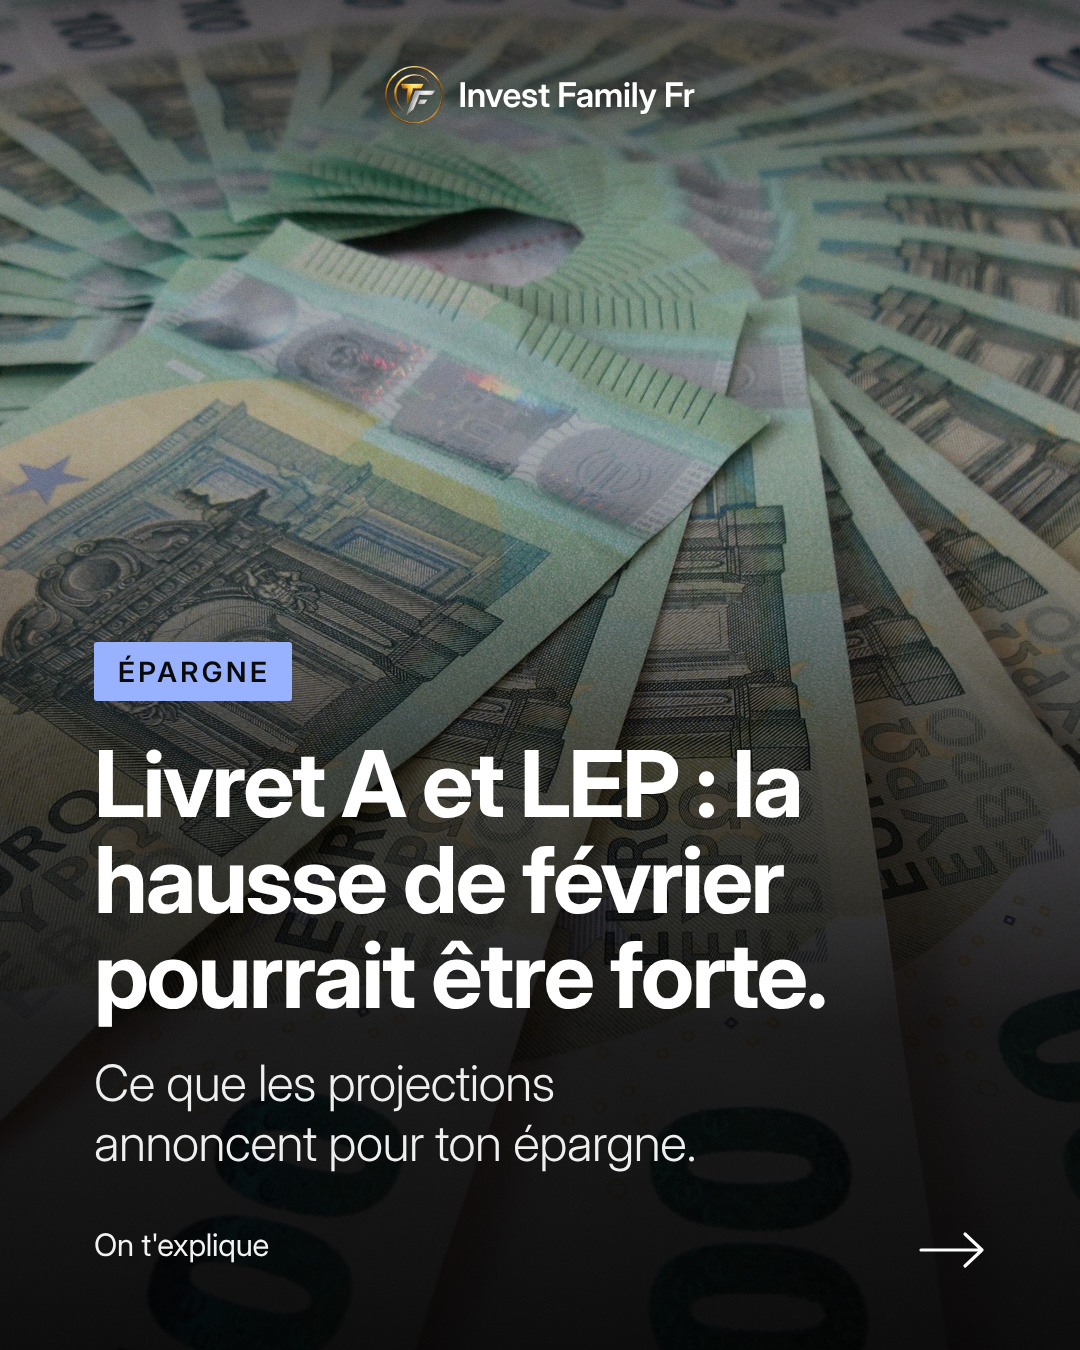 Invest Family Fr
ÉPARGNE
Livret A et LEP : la
hausse de février
pourrait être forte.
Ce que les projections
annoncent pour ton épargne.
On t'explique